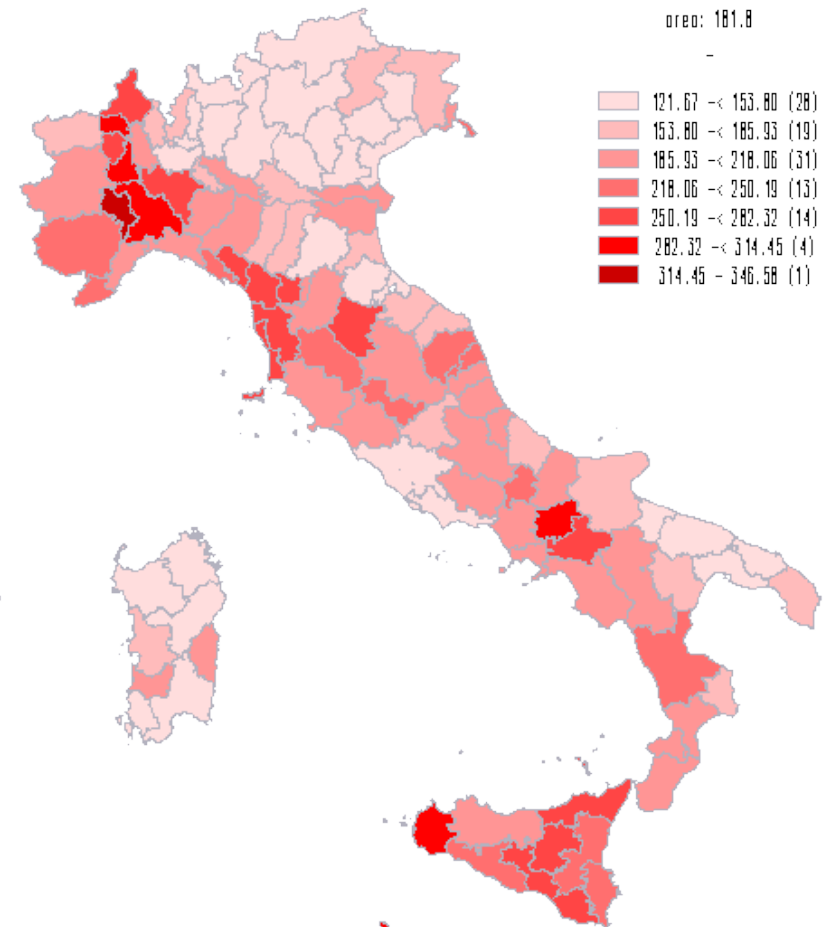 area: 181.8
-
121.67 -< 153.80 (28)
153.80 -< 185.93 (19)
185.93 -< 218.06 (31)
218.06 -< 250.19 (13)
250.19 -< 282.32 (14)
282.32 -< 314.45 (4)
314.45 - 346.58 (1)